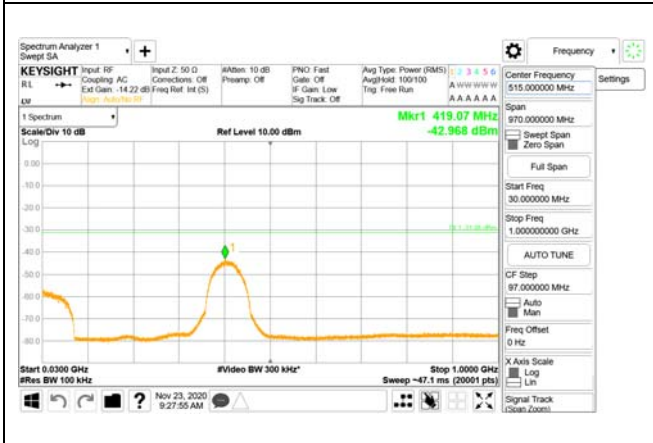 Spectrum Analyzer 1
Swept SA
Frequency
KEYSIGHT
Input: RF
Input Z: 50 Ω
#Atten: 10 dB
PNO: Fast
Avg Type: Power (RMS)
1 2 3 4 5 6
RL
Coupling: AC
Corrections: Off
Preamp: Off
Gate: Off
Avg|Hold: 100/100
A W W W W W
Ext Gain: -14.22 dB
Freq Ref: Int (S)
IF Gain: Low
Trig: Free Run
Align: Auto/No RF
Sig Track: Off
A A A A A A
1 Spectrum
Mkr1 419.07 MHz
Scale/Div 10 dB
Ref Level 10.00 dBm
-42.968 dBm
Log
0.00
-10.0
-20.0
-30.0
-40.0
-50.0
-60.0
-70.0
-80.0
1
Start 0.0300 GHz
#Video BW 300 kHz*
Stop 1.0000 GHz
#Res BW 100 kHz
Sweep ~47.1 ms (20001 pts)
Nov 23, 2020
9:27:55 AM
Center Frequency
515.000000 MHz
Settings
Span
970.000000 MHz
Swept Span
Zero Span
Full Span
Start Freq
30.000000 MHz
Stop Freq
1.000000000 GHz
AUTO TUNE
CF Step
97.000000 MHz
Auto
Man
Freq Offset
0 Hz
X Axis Scale
Log
Lin
Signal Track
(Span Zoom)